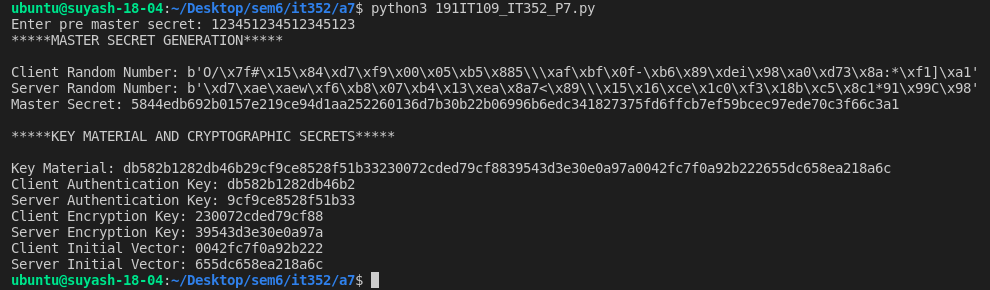 ubuntu@suyash-18-04:~/Desktop/sem6/it352/a7$ python3 191IT109_IT352_P7.py
Enter pre master secret: 123451234512345123
*****MASTER SECRET GENERATION*****
Client Random Number: b'O/\x7f#\x15\x84\xd7\xf9\x00\x05\xb5\x885\\\xaf\xbf\x0f-\xb6\x89\xdei\x98\xa0\xd73\x8a:*\xf1]\xa1'
Server Random Number: b'\xd7\xae\xaew\xf6\xb8\x07\xb4\x13\xea\x8a7<\x89\\\x15\x16\xce\x1c0\xf3\x18b\xc5\x8c1*91\x99C\x98'
Master Secret: 5844edb692b0157e219ce94d1aa252260136d7b30b22b06996b6edc341827375fd6ffcb7ef59bcec97ede70c3f66c3a1
*****KEY MATERIAL AND CRYPTOGRAPHIC SECRETS*****
Key Material: db582b1282db46b29cf9ce8528f51b33230072cded79cf8839543d3e30e0a97a0042fc7f0a92b222655dc658ea218a6c
Client Authentication Key: db582b1282db46b2
Server Authentication Key: 9cf9ce8528f51b33
Client Encryption Key: 230072cded79cf88
Server Encryption Key: 39543d3e30e0a97a
Client Initial Vector: 0042fc7f0a92b222
Server Initial Vector: 655dc658ea218a6c
ubuntu@suyash-18-04:~/Desktop/sem6/it352/a7$